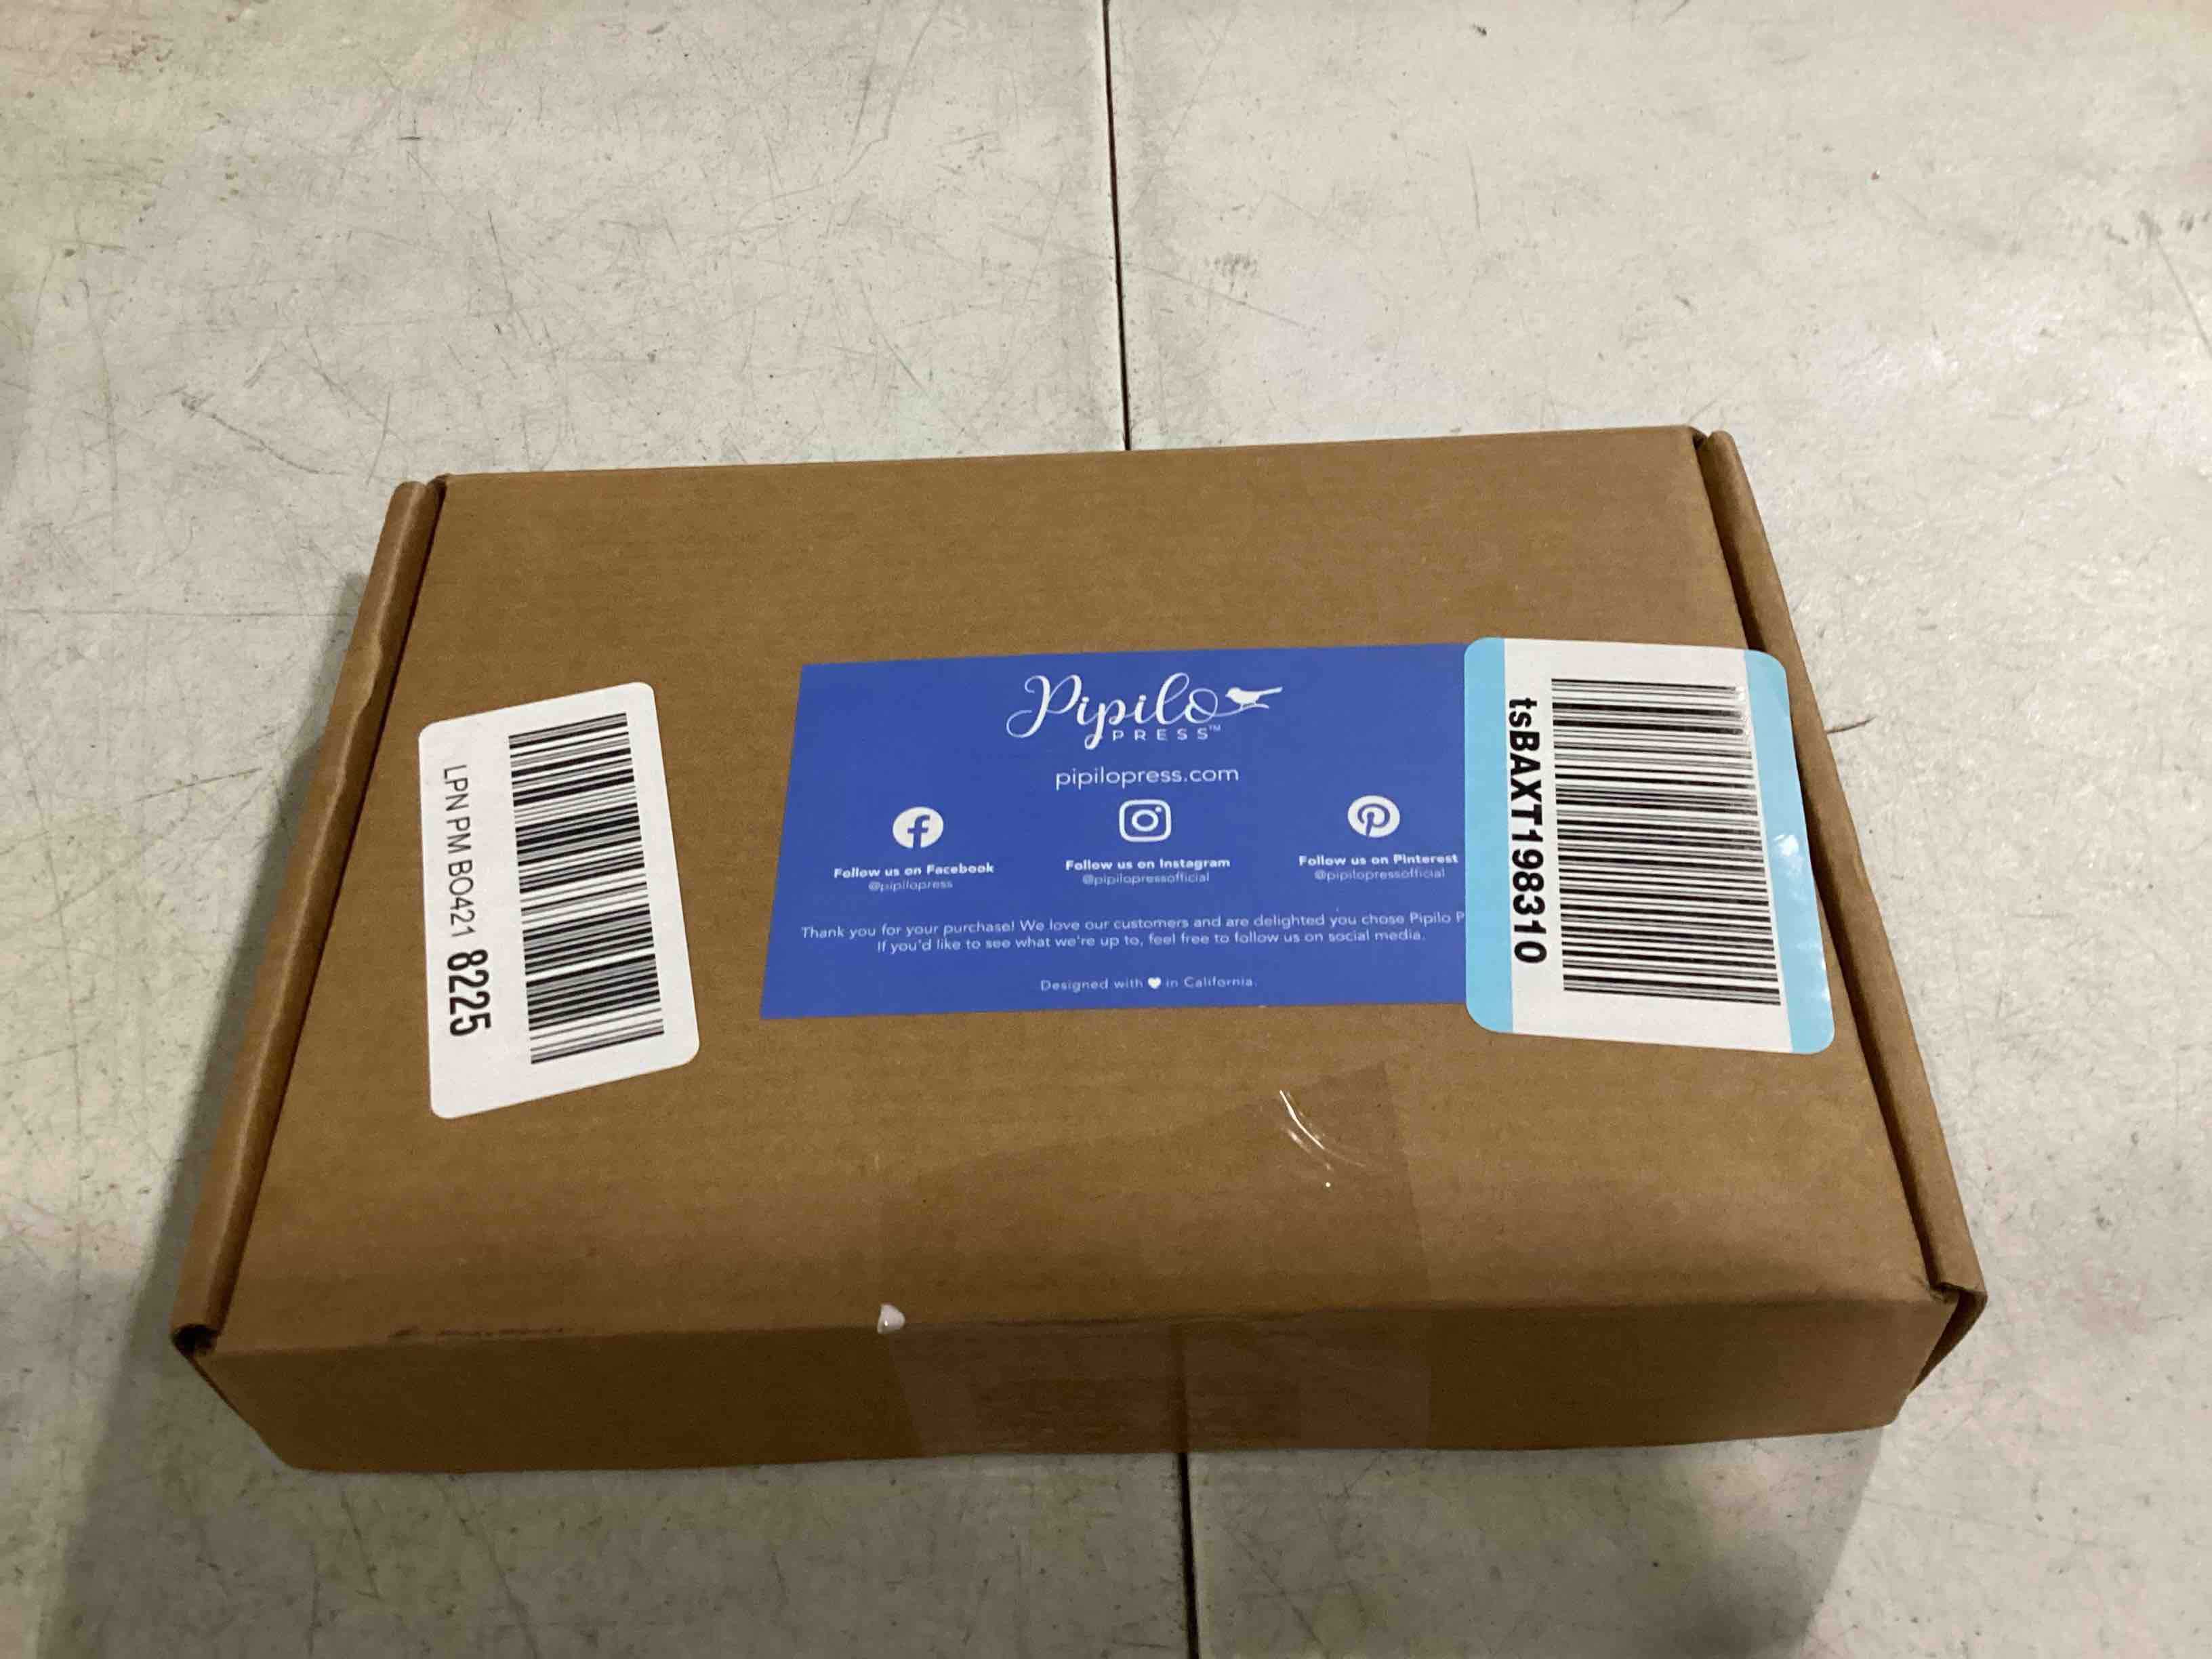 Pipilo
PRESS™
pipilopress.com
Follow us on Facebook
@pipilopress
Follow us on Instagram
@pipilopressofficial
Follow us on Pinterest
@pipilopressofficial
Thank you for your purchase! We love our customers and are delighted you chose Pipilo P
If you'd like to see what we're up to, feel free to follow us on social media.
Designed with ♥ in California.
LPN PM BO421 8225
tsBAXT198310